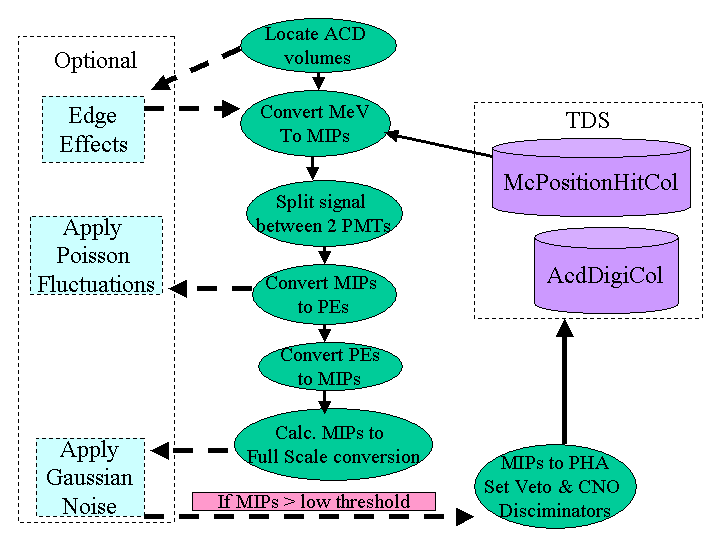 Optional
Locate ACD
volumes
Edge
Effects
Convert MeV
To MIPs
TDS
McPositionHitCol
Split signal
between 2 PMTs
Apply
Poisson
Fluctuations
Convert MIPs
to PEs
AcdDigiCol
Convert PEs
to MIPs
Calc. MIPs to
Full Scale conversion
Apply
Gaussian
Noise
If MIPs > low threshold
MIPs to PHA
Set Veto & CNO
Disciminators